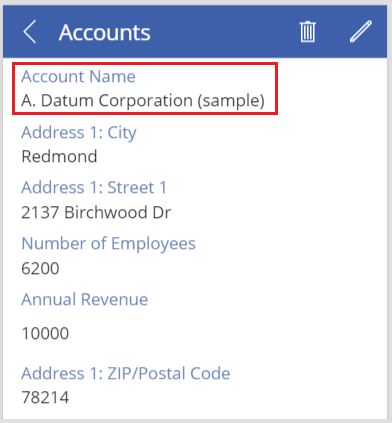 Accounts
Account Name
A. Datum Corporation (sample)
Address 1: City
Redmond
Address 1: Street 1
2137 Birchwood Dr
Number of Employees
6200
Annual Revenue
10000
Address 1: ZIP/Postal Code
78214